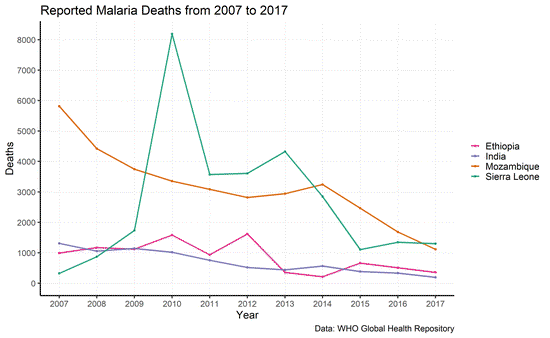 Reported Malaria Deaths from 2007 to 2017
8000
7000
6000
5000
4000
3000
2000
1000
0
Deaths
2007 2008 2009 2010 2011 2012 2013 2014 2015 2016 2017
Year
Ethiopia
India
Mozambique
Sierra Leone
Data: WHO Global Health Repository